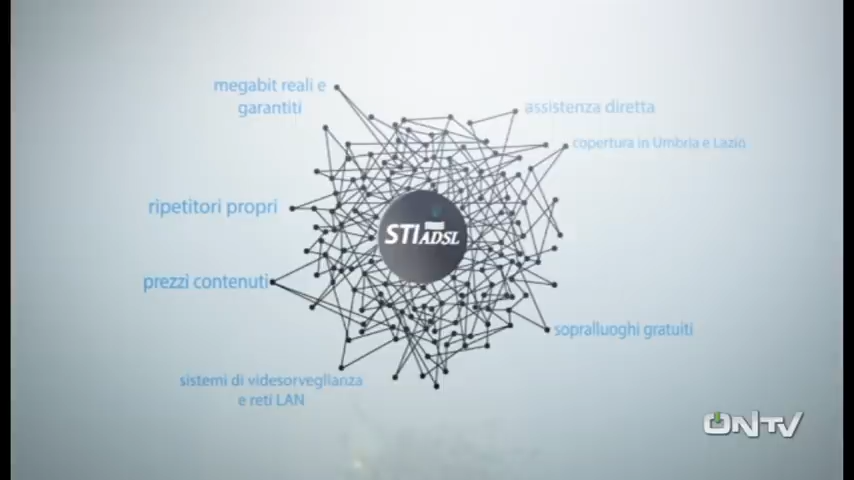 megabit reali e
garantiti
assistenza diretta
copertura in Umbria e Lazio
ripetitori propri
STI ADSL
prezzi contenuti
sopralluoghi gratuiti
sistemi di videsorveglianza
e reti LAN
ONTV